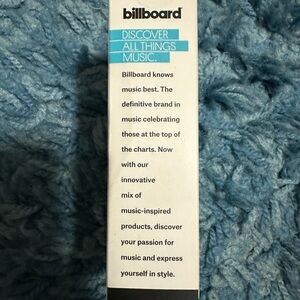 billboard
DISCOVER
ALL THINGS
MUSIC.
Billboard knows
music best. The
definitive brand in
music celebrating
those at the top of
the charts. Now
with our
innovative
mix of
music-inspired
products, discover
your passion for
music and express
yourself in style.